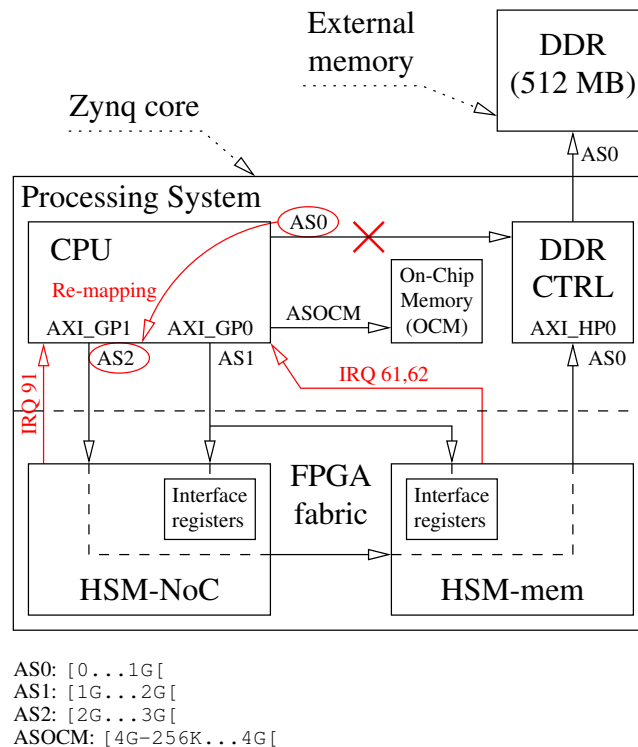 External
memory
DDR
(512 MB)
Zynq core
AS0
Processing System
AS0
CPU
DDR
CTRL
On-Chip
Memory
(OCM)
Re-mapping
ASOCM
AXI_GP1
AXI_GP0
AXI_HP0
AS2
AS1
AS0
IRQ 91
IRQ 61,62
FPGA
fabric
Interface
registers
Interface
registers
HSM-NoC
HSM-mem
AS0: [0...1G[
AS1: [1G...2G[
AS2: [2G...3G[
ASOCM: [4G-256K...4G[